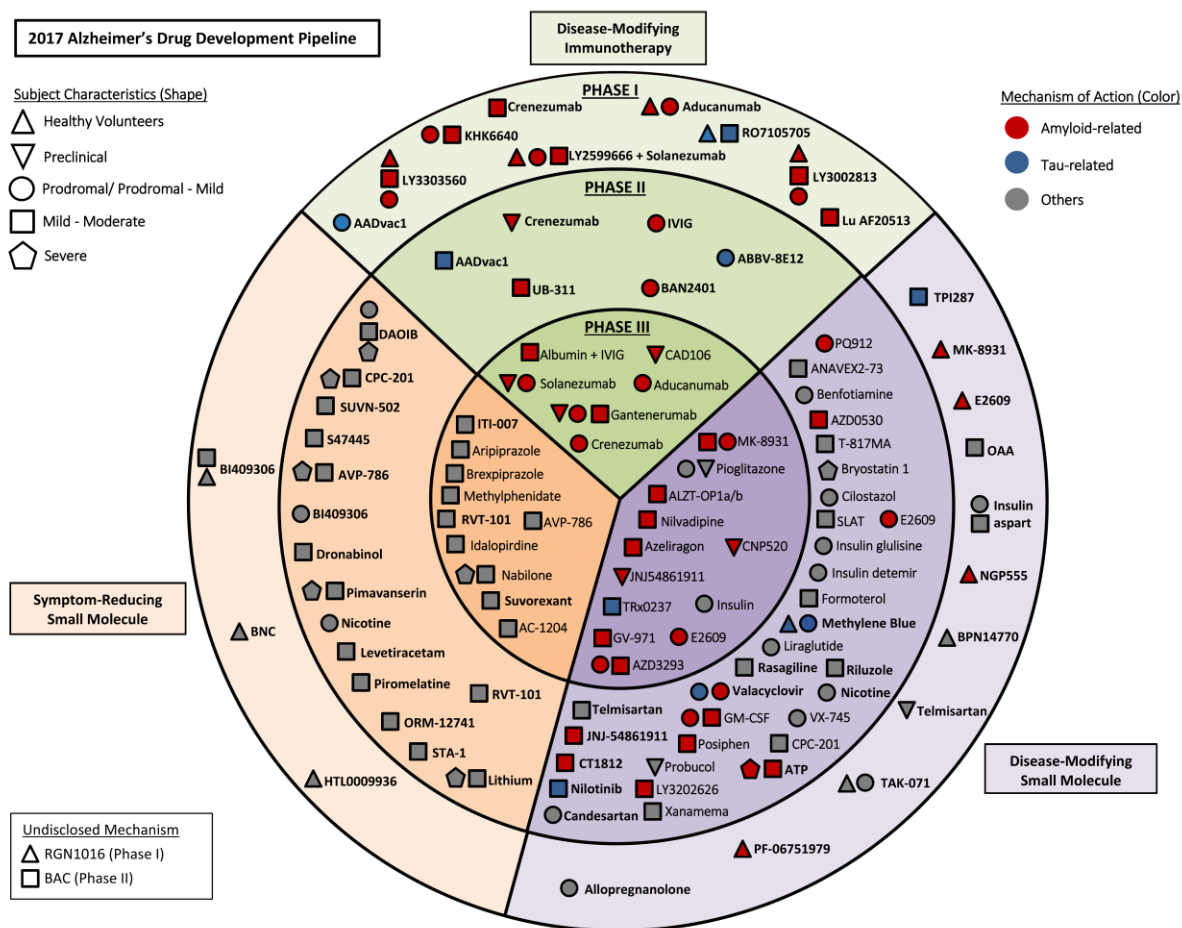 2017 Alzheimer's Drug Development Pipeline
Disease-Modifying
Immunotherapy
Subject Characteristics (Shape)
Healthy Volunteers
Preclinical
Prodromal/ Prodromal - Mild
Mild - Moderate
Severe
Mechanism of Action (Color)
Amyloid-related
Tau-related
Others
PHASE I
Crenezumab
Aducanumab
KHK6640
RO7105705
LY2599666 + Solanezumab
LY3303560
LY3002813
AADvac1
Lu AF20513
PHASE II
Crenezumab
IVIG
AADvac1
ABBV-8E12
UB-311
BAN2401
PHASE III
Albumin + IVIG
CAD106
Solanezumab
Aducanumab
Gantenerumab
Crenezumab
DAOIB
CPC-201
SUVN-502
S47445
AVP-786
BI409306
Dronabinol
Pimavanserin
Nicotine
Levetiracetam
Piromelatine
RVT-101
ORM-12741
STA-1
Lithium
BI409306
BNC
HTL0009936
ITI-007
Aripiprazole
Brexpiprazole
Methylphenidate
RVT-101
AVP-786
Idalopirdine
Nabilone
Suvorexant
AC-1204
MK-8931
Pioglitazone
ALZT-OP1a/b
Nilvadipine
Azeliragon
CNP520
JNJ54861911
TRx0237
Insulin
GV-971
E2609
AZD3293
PQ912
ANAVEX2-73
Benfotiamine
AZD0530
T-817MA
Bryostatin 1
Cilostazol
SLAT
E2609
Insulin glulisine
Insulin detemir
Formoterol
Methylene Blue
Liraglutide
Rasagiline
Riluzole
Valacyclovir
Nicotine
Telmisartan
GM-CSF
VX-745
JNJ-54861911
Posiphen
CPC-201
CT1812
Probucol
ATP
Nilotinib
LY3202626
Candesartan
Xanamema
TPI287
MK-8931
E2609
OAA
Insulin
aspart
NGP555
BPN14770
Telmisartan
TAK-071
PF-06751979
Allopregnanolone
Symptom-Reducing
Small Molecule
Disease-Modifying
Small Molecule
Undisclosed Mechanism
RGN1016 (Phase I)
BAC (Phase II)